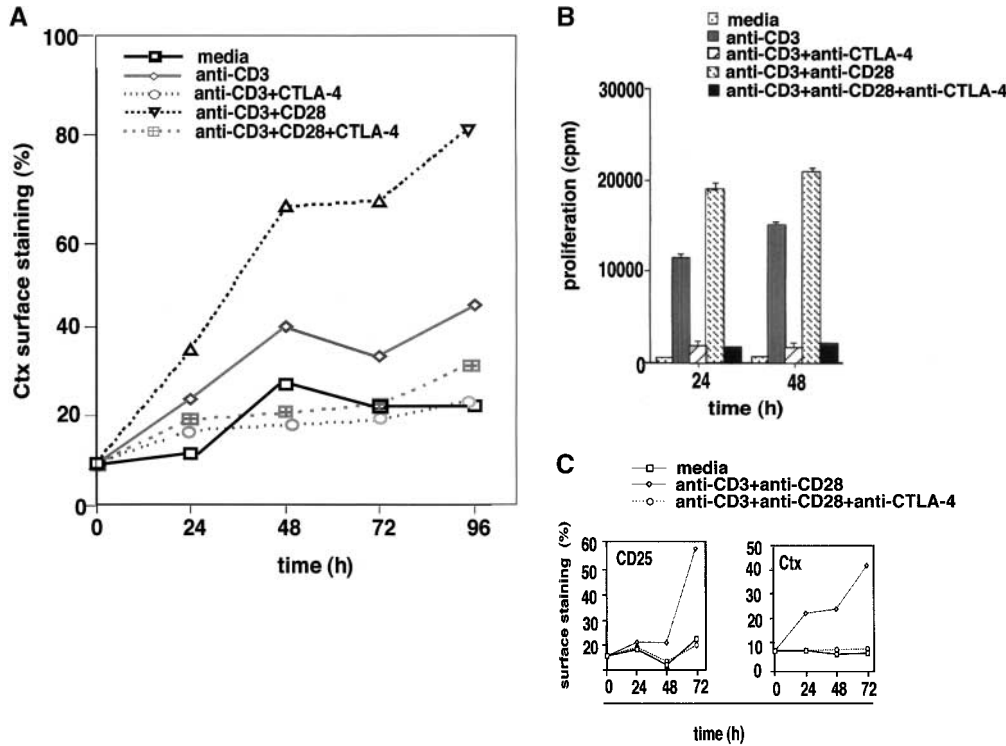 A
100
80
60
40
20
0
Ctx surface staining (%)
media
anti-CD3
anti-CD3+CTLA-4
anti-CD3+CD28
anti-CD3+CD28+CTLA-4
0 24 48 72 96
time (h)
B
media
anti-CD3
anti-CD3+anti-CTLA-4
anti-CD3+anti-CD28
anti-CD3+anti-CD28+anti-CTLA-4
30000
20000
10000
0
proliferation (cpm)
24 48
time (h)
C
media
anti-CD3+anti-CD28
anti-CD3+anti-CD28+anti-CTLA-4
surface staining (%)
60
50
40
30
20
10
CD25
0 24 48 72
50
40
30
20
10
0
Ctx
0 24 48 72
time (h)